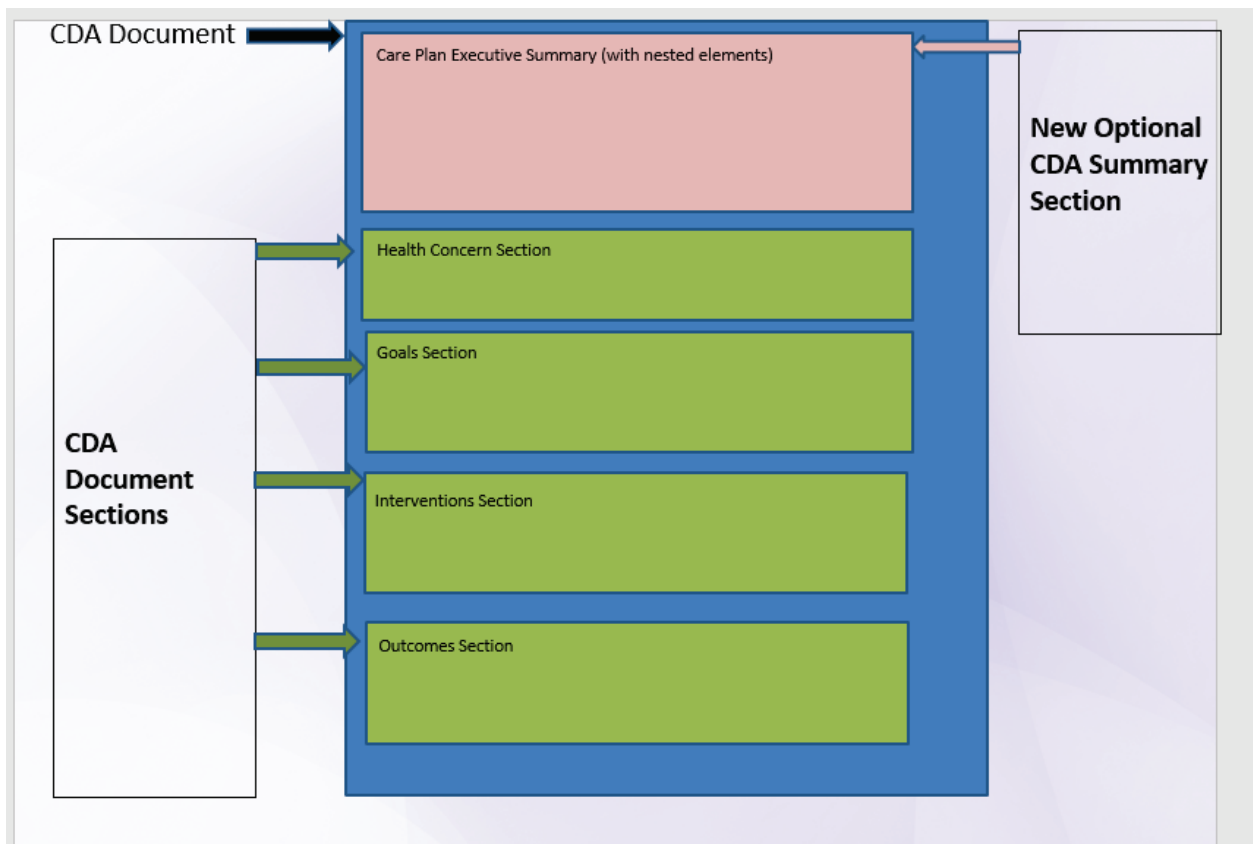 CDA Document
Care Plan Executive Summary (with nested elements)
New Optional
CDA Summary
Section
Health Concern Section
Goals Section
CDA
Document
Sections
Interventions Section
Outcomes Section